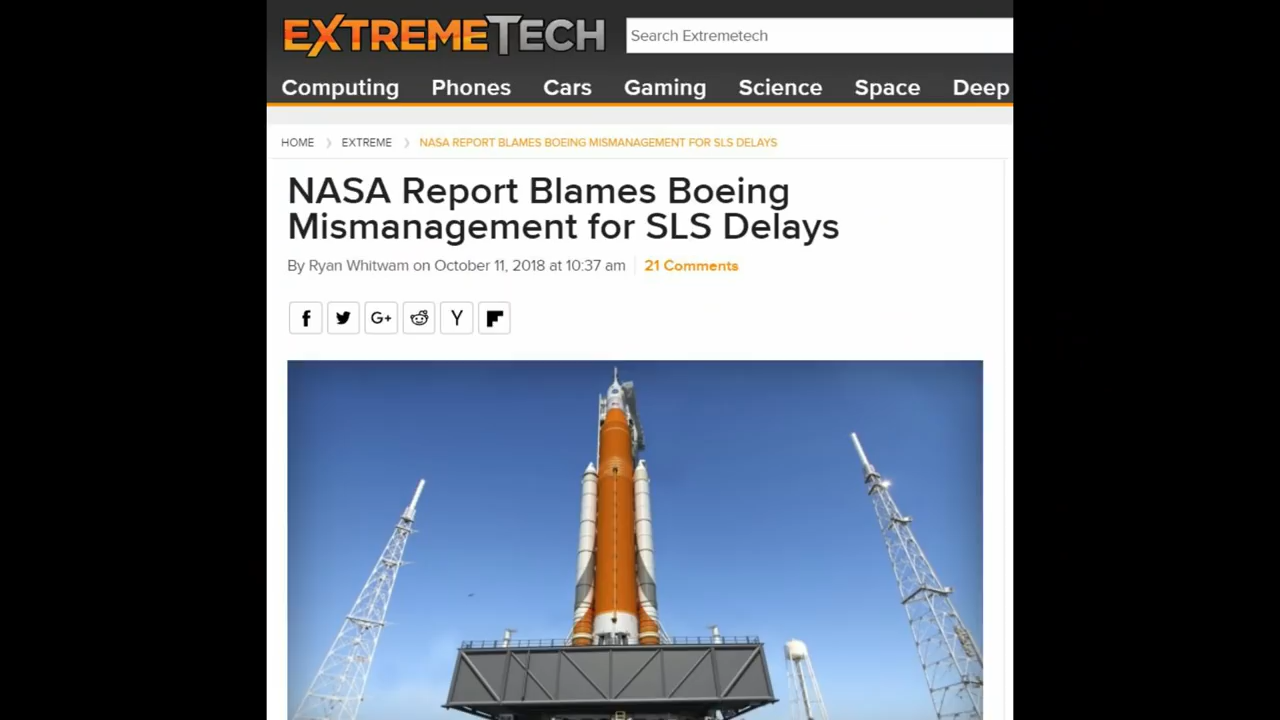 EXTREMETECH
Search Extremetech
Computing Phones Cars Gaming Science Space Deep
HOME > EXTREME > NASA REPORT BLAMES BOEING MISMANAGEMENT FOR SLS DELAYS
NASA Report Blames Boeing
Mismanagement for SLS Delays
By Ryan Whitwam on October 11, 2018 at 10:37 am 21 Comments
f G+ Y